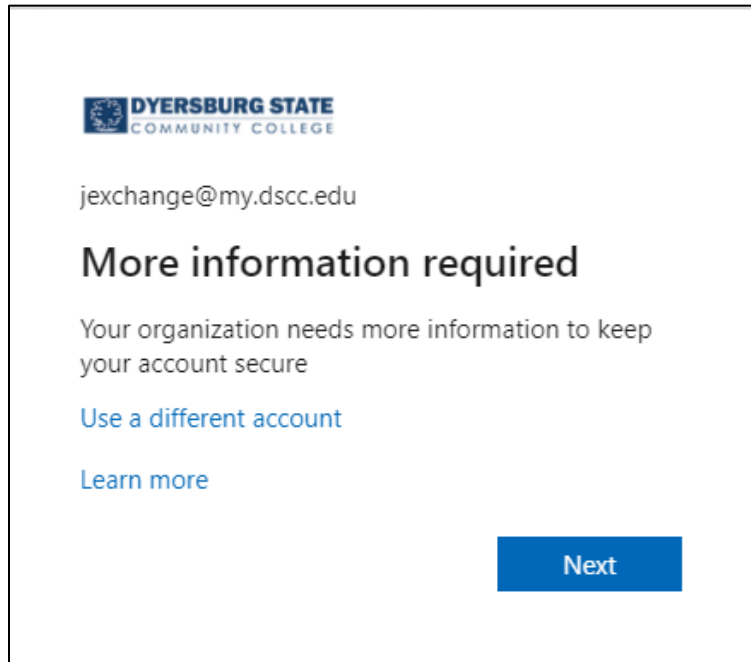 DYERSBURG STATE
COMMUNITY COLLEGE
jexchange@my.dscc.edu
More information required
Your organization needs more information to keep
your account secure
Use a different account
Learn more
Next